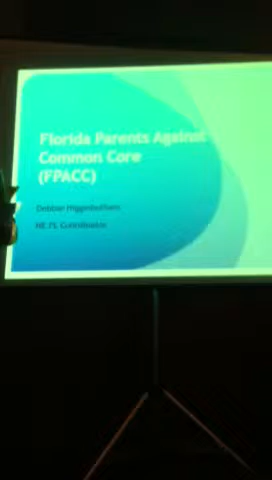 Florida Parents Against
Common Core
(FPACC)
Debbie Higginbotham
NE FL Coordinator